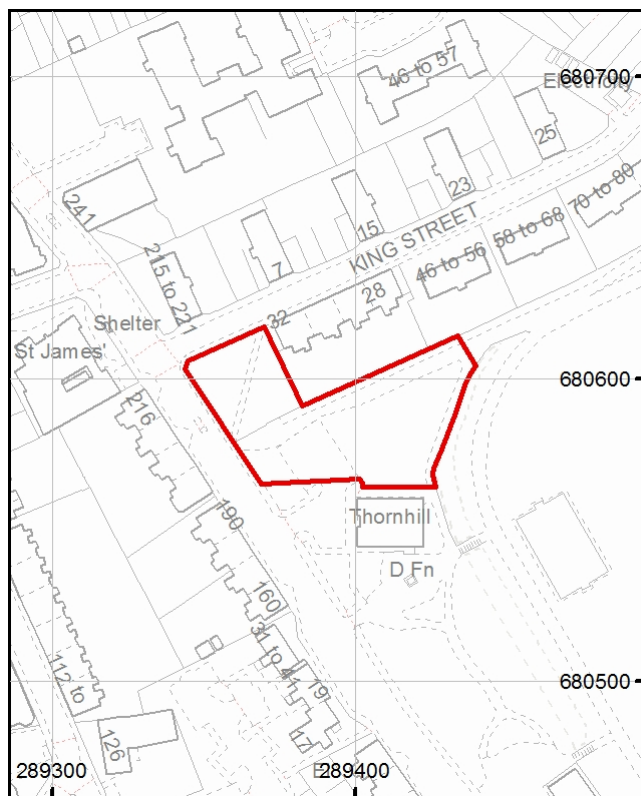 46 to 57
680700
Electricity
25
23
241
15
70 to 80
KING STREET
58 to 68
46 to 56
7
215 to 221
28
32
Shelter
St James'
680600
216
190
Thornhill
D Fn
160
31 to 41
19
112 to
680500
17
126
289300
289400